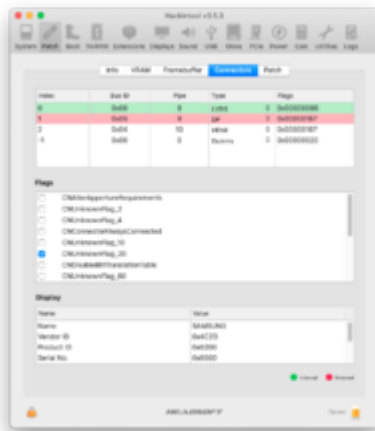 Hackintool v3.5.3
System Patch Boot NVRAM Extensions Displays Sound USB Disks PCIe Power Calc Utilities Logs
Info VRAM Framebuffer Connectors Patch
Index Bus ID Pipe Type Flags
0 0x00 8 LVDS 0x00000098
1 0x05 9 DP 0x00000187
2 0x04 10 HDMI 0x00000187
-1 0x00 0 Dummy 0x00000020
Flags
CNAlterAppertureRequirements
CNUnknownFlag_2
CNUnknownFlag_4
CNConnectorAlwaysConnected
CNUnknownFlag_10
CNUnknownFlag_20
CNDisableBlitTranslationTable
CNUnknownFlag_80
Display
Name Value
Name SAMSUNG
Vendor ID 0x4C2D
Product ID
Serial No. 0x0000
Internal External
HEADSOFT